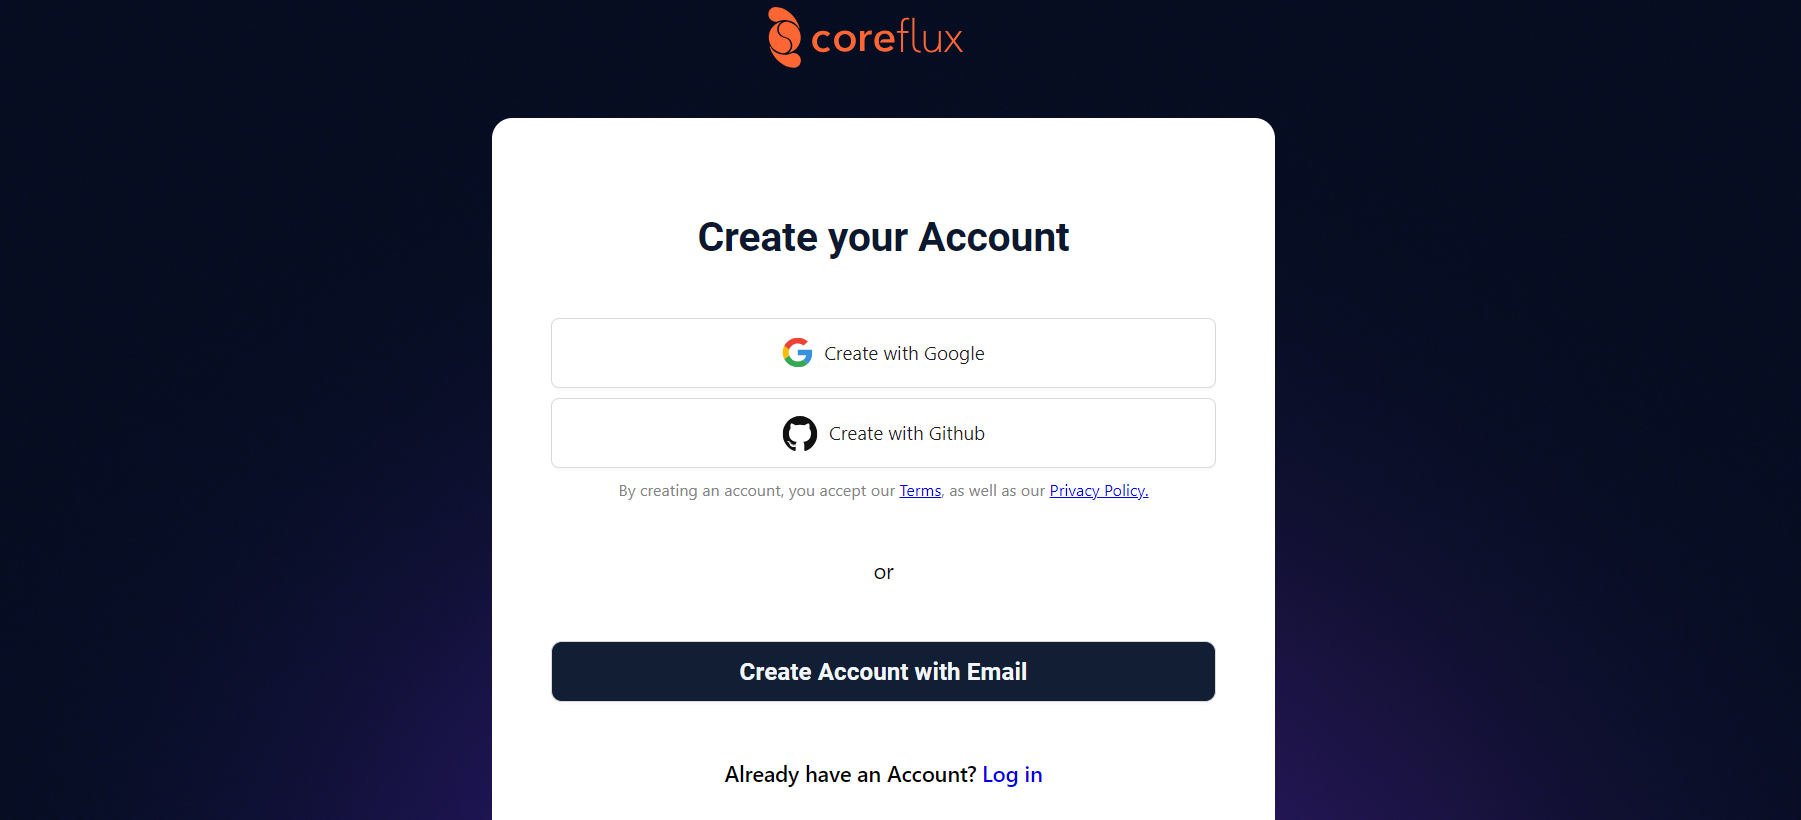 coreflux
Create your Account
Create with Google
Create with Github
By creating an account, you accept our Terms, as well as our Privacy Policy.
or
Create Account with Email
Already have an Account? Log in